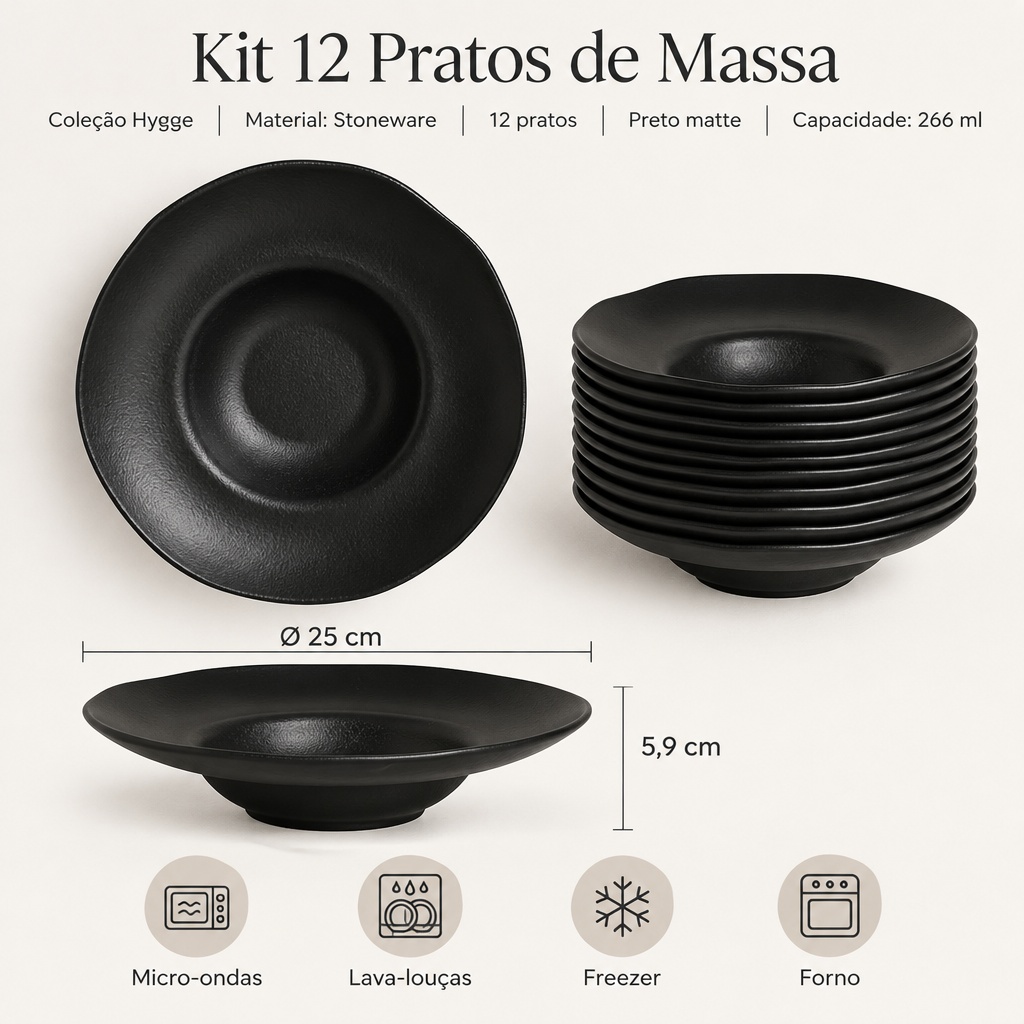 Kit 12 Pratos de Massa
Coleção Hygge | Material: Stoneware | 12 pratos | Preto matte | Capacidade: 266 ml
Ø 25 cm
5,9 cm
Micro-ondas
Lava-louças
Freezer
Forno